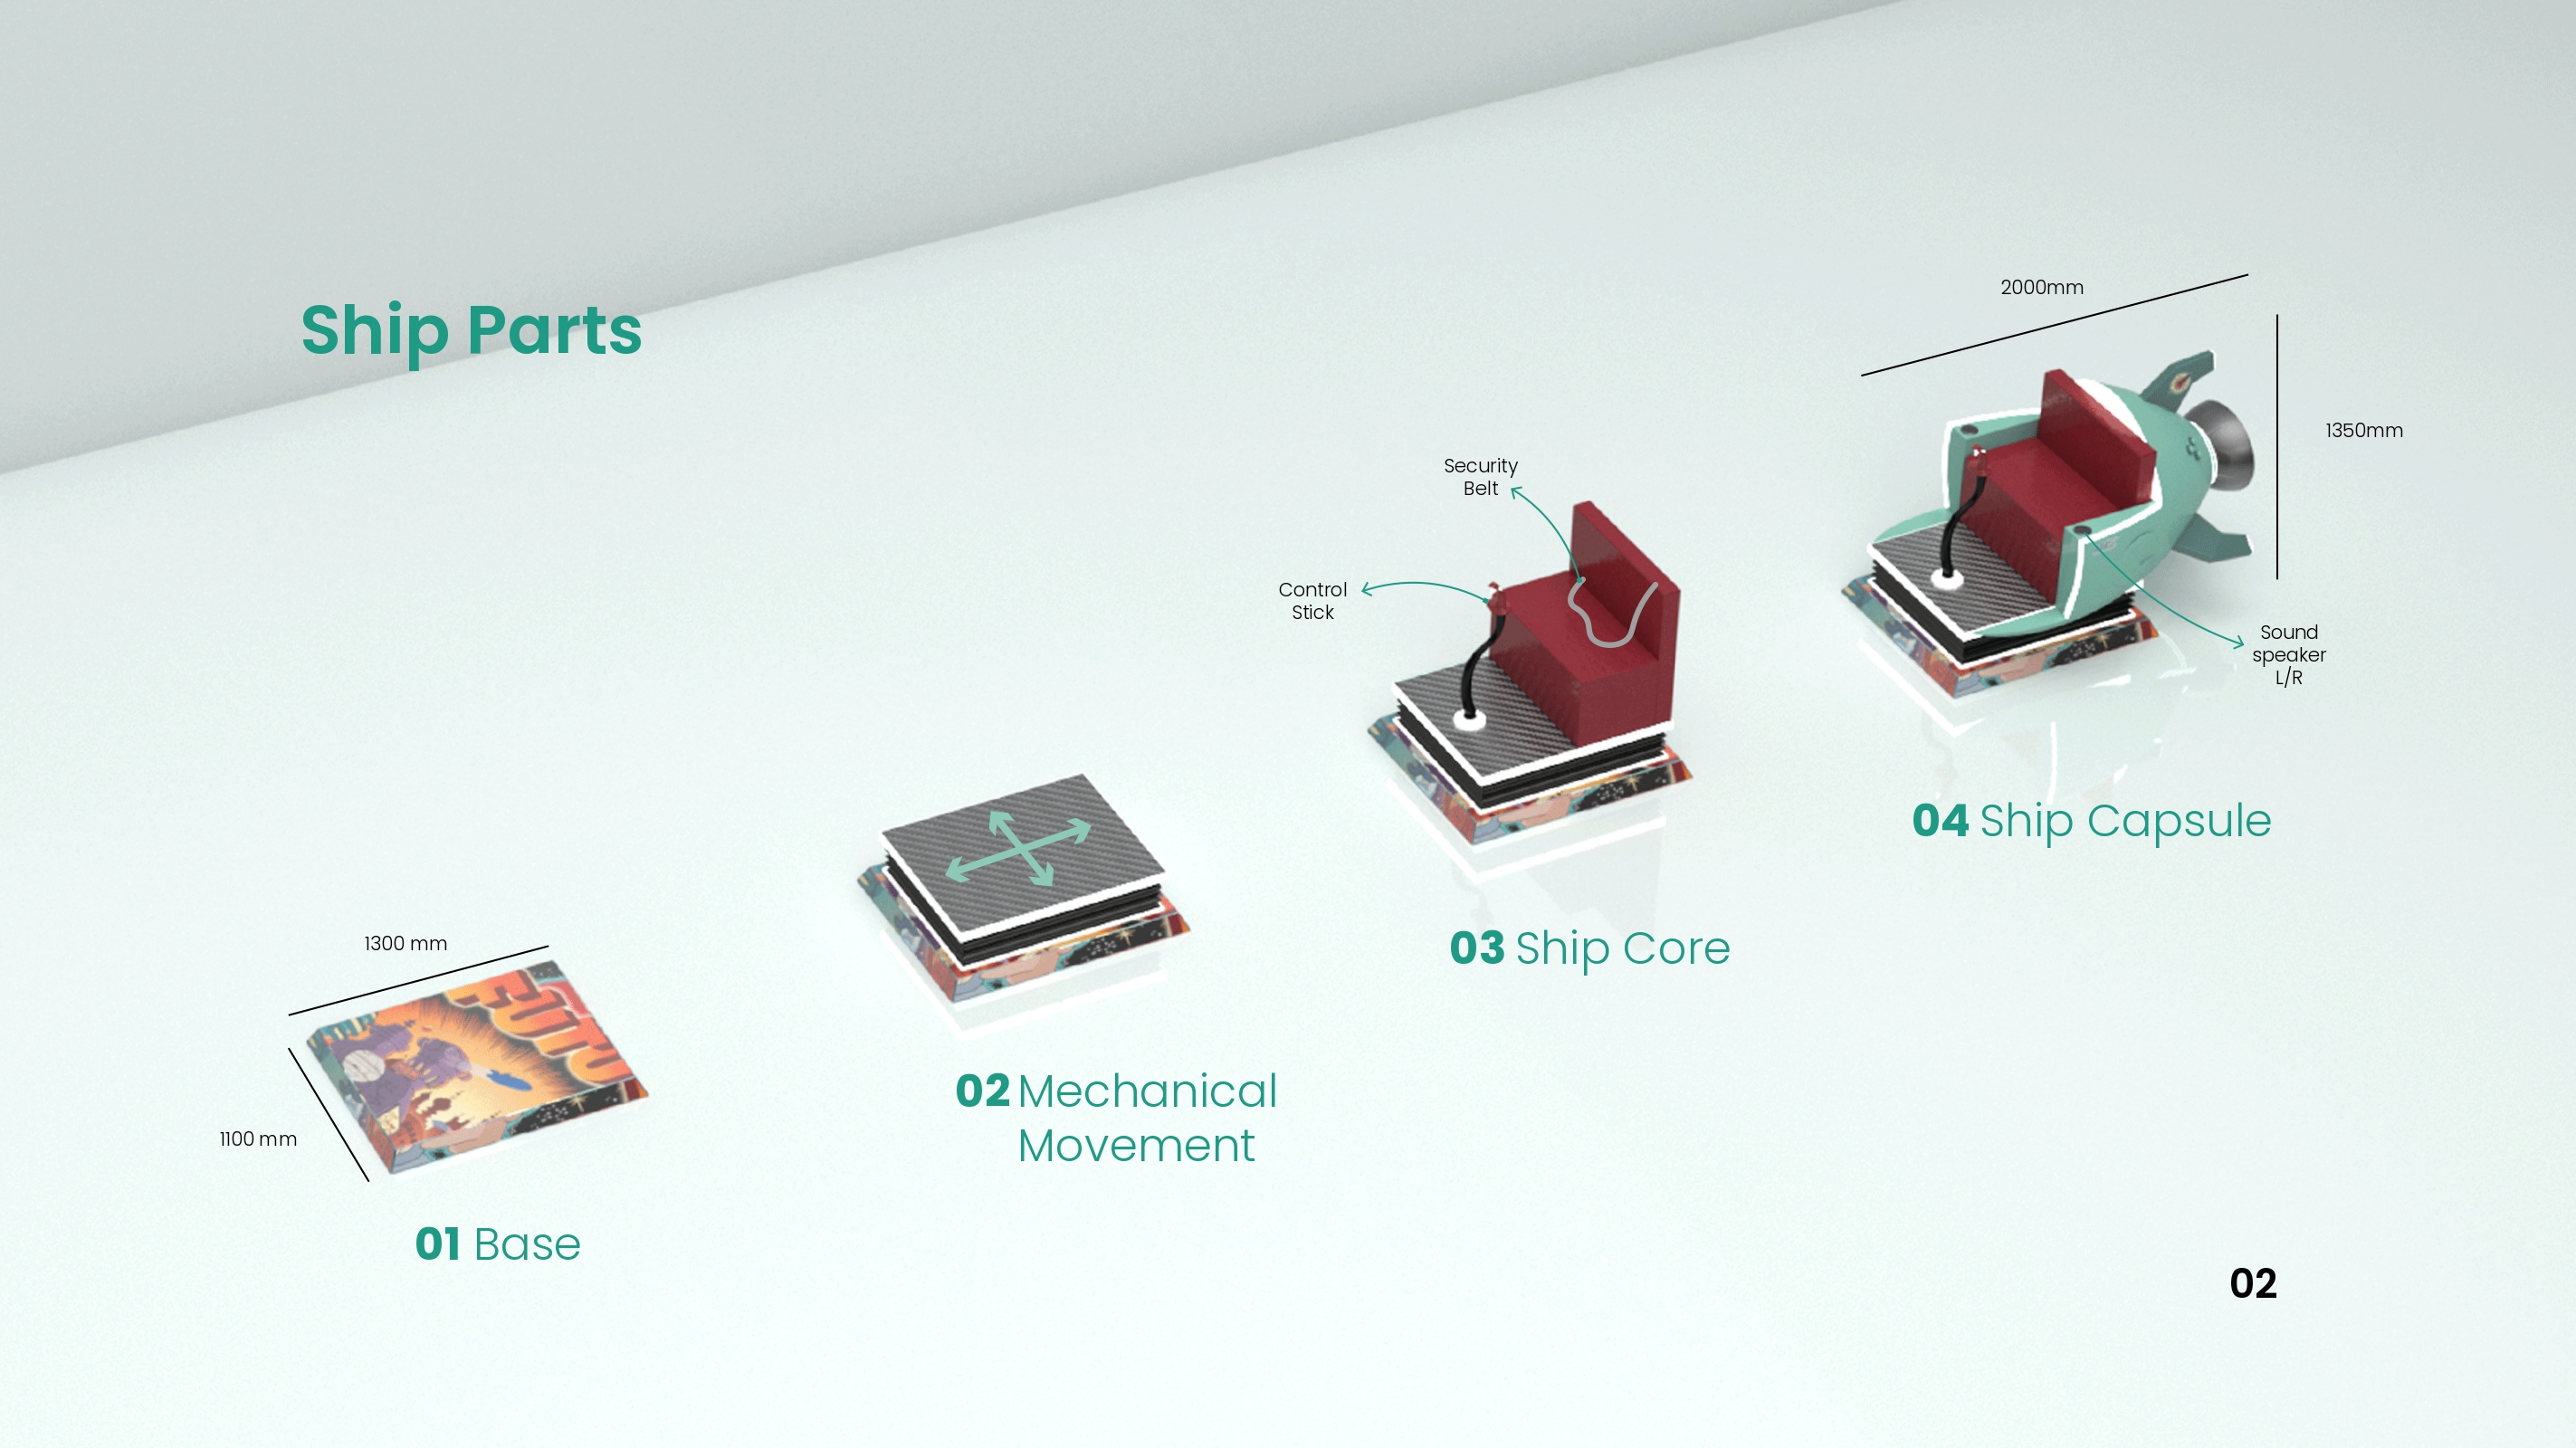 Ship Parts
2000mm
1350mm
Security
Belt
Control
Stick
Sound
speaker
L/R
04 Ship Capsule
03 Ship Core
1300 mm
FUTU
1100 mm
02 Mechanical
Movement
01 Base
02